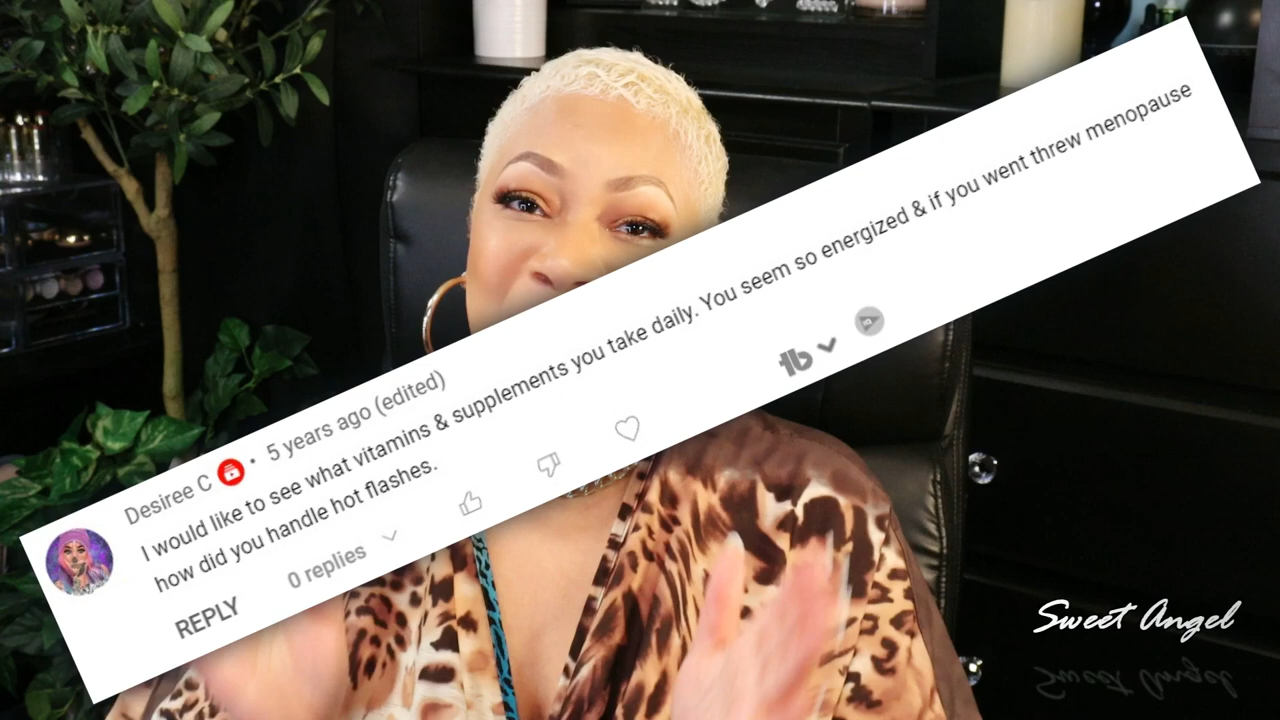 Desiree C • 5 years ago (edited)
I would like to see what vitamins & supplements you take daily. You seem so energized & if you went threw menopause
how did you handle hot flashes.
0 replies
REPLY
Sweet Angel